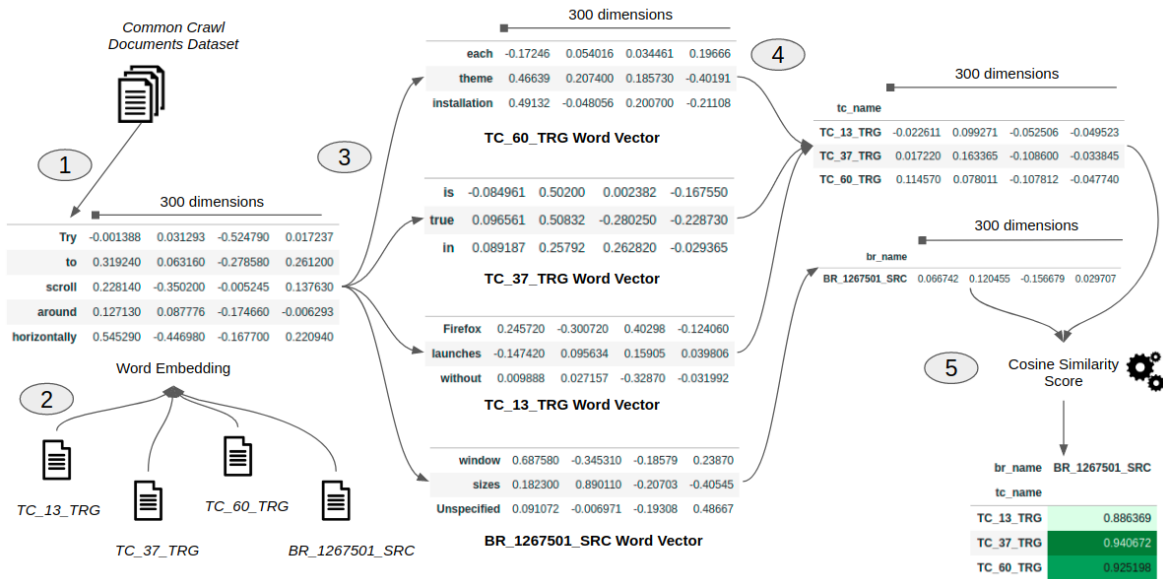 Common Crawl
Documents Dataset
1
300 dimensions
Try -0.001388 0.031293 -0.524790 0.017237
to 0.319240 0.063160 -0.278580 0.261200
scroll 0.228140 -0.350200 -0.005245 0.137630
around 0.127130 0.087776 -0.174660 -0.006293
horizontally 0.545290 -0.446980 -0.167700 0.220940
Word Embedding
2
TC_13_TRG
TC_37_TRG
TC_60_TRG
BR_1267501_SRC
3
300 dimensions
each -0.17246 0.054016 0.034461 0.19666
theme 0.46639 0.207400 0.185730 -0.40191
installation 0.49132 -0.048056 0.200700 -0.21108
TC_60_TRG Word Vector
is -0.084961 0.50200 0.002382 -0.167550
true 0.096561 0.50832 -0.280250 -0.228730
in 0.089187 0.25792 0.262820 -0.029365
TC_37_TRG Word Vector
Firefox 0.245720 -0.300720 0.40298 -0.124060
launches -0.147420 0.095634 0.15905 0.039806
without 0.009888 0.027157 -0.32870 -0.031992
TC_13_TRG Word Vector
window 0.687580 -0.345310 -0.18579 0.23870
sizes 0.182300 0.890110 -0.20703 -0.40545
Unspecified 0.091072 -0.006971 -0.19308 0.48667
BR_1267501_SRC Word Vector
4
300 dimensions
tc_name
TC_13_TRG -0.022611 0.099271 -0.052506 -0.049523
TC_37_TRG 0.017220 0.163365 -0.108600 -0.033845
TC_60_TRG 0.114570 0.078011 -0.107812 -0.047740
300 dimensions
br_name
BR_1267501_SRC 0.066742 0.120455 -0.156679 0.029707
5
Cosine Similarity
Score
br_name BR_1267501_SRC
tc_name
TC_13_TRG 0.886369
TC_37_TRG 0.940672
TC_60_TRG 0.925198